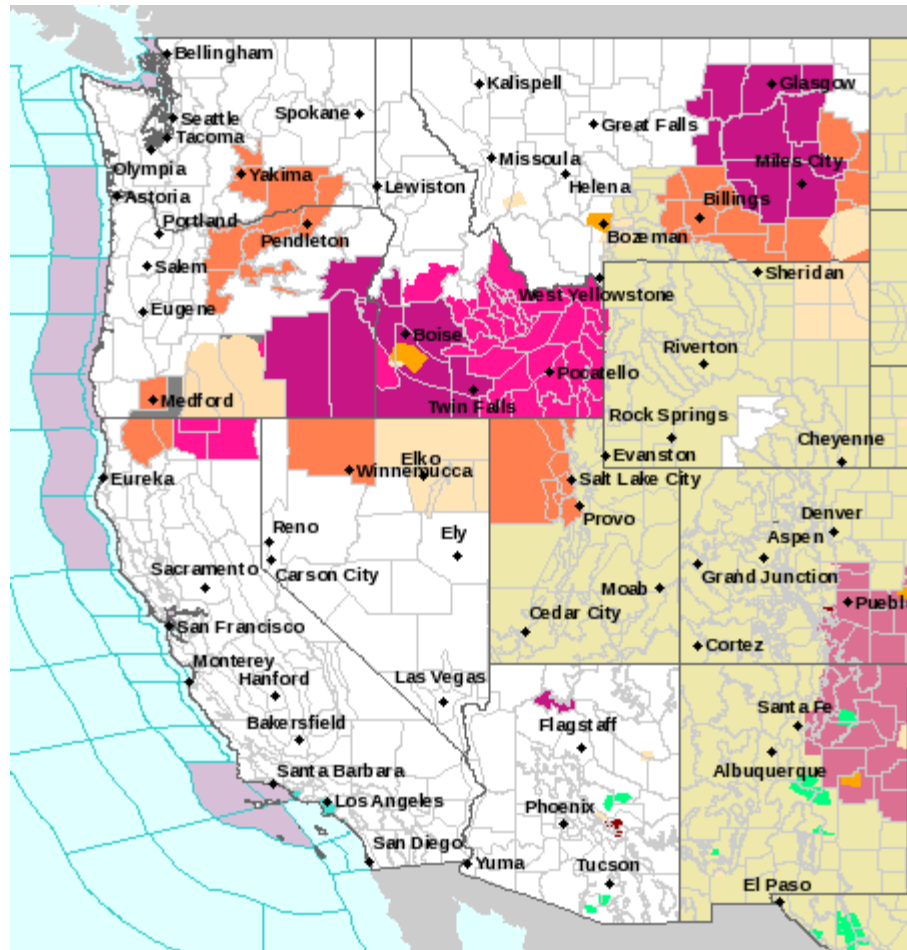 Bellingham
Kalispell
Glasgow
Seattle
Spokane
Great Falls
Tacoma
Olympia
Missoula
Miles City
Yakima
Helena
Lewiston
Astoria
Billings
Portland
Pendleton
Bozeman
Salem
Sheridan
West Yellowstone
Eugene
Boise
Riverton
Pocatello
Medford
Twin Falls
Rock Springs
Cheyenne
Elko
Evanston
Winnemucca
Eureka
Salt Lake City
Provo
Denver
Reno
Ely
Aspen
Carson City
Grand Junction
Sacramento
Moab
Puebl
Cedar City
San Francisco
Cortez
Monterey
Hanford
Las Vegas
Santa Fe
Flagstaff
Bakersfield
Albuquerque
Santa Barbara
Los Angeles
Phoenix
San Diego
Yuma
Tucson
El Paso